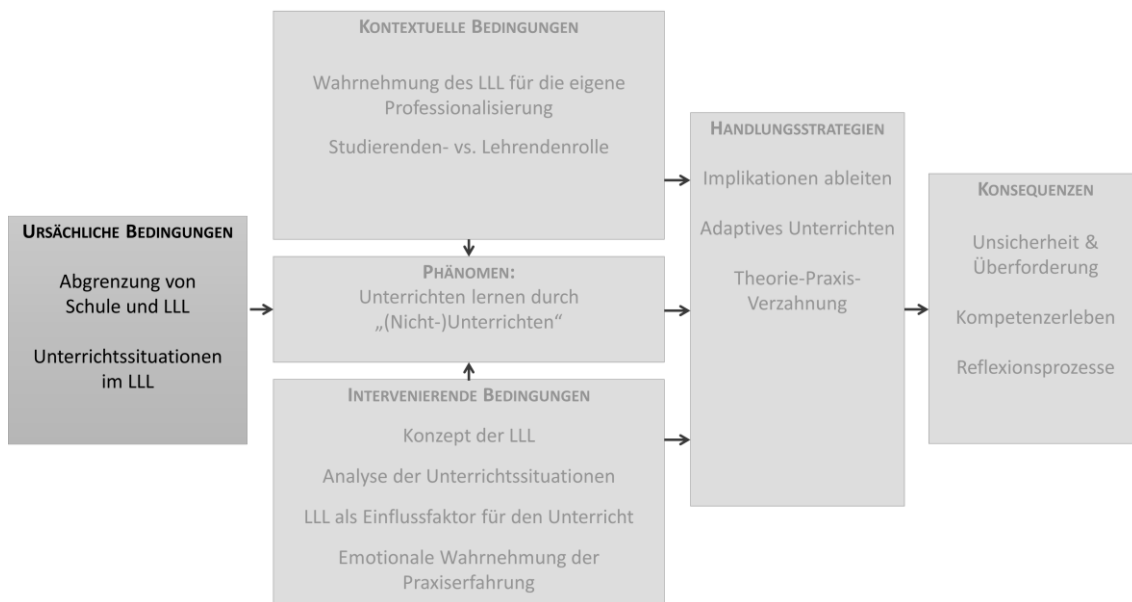 KONTEXTUELLE BEDINGUNGEN
Wahrnehmung des LLL für die eigene
Professionalisierung
Studierenden- vs. Lehrendenrolle
URSÄCHLICHE BEDINGUNGEN
Abgrenzung von
Schule und LLL
Unterrichtssituationen
im LLL
PHÄNOMEN:
Unterrichten lernen durch
„(Nicht-)Unterrichten“
INTERVENIERENDE BEDINGUNGEN
Konzept der LLL
Analyse der Unterrichtssituationen
LLL als Einflussfaktor für den Unterricht
Emotionale Wahrnehmung der
Praxiserfahrung
HANDLUNGSSTRATEGIEN
Implikationen ableiten
Adaptives Unterrichten
Theorie-Praxis-
Verzahnung
KONSEQUENZEN
Unsicherheit &
Überforderung
Kompetenzerleben
Reflexionsprozesse